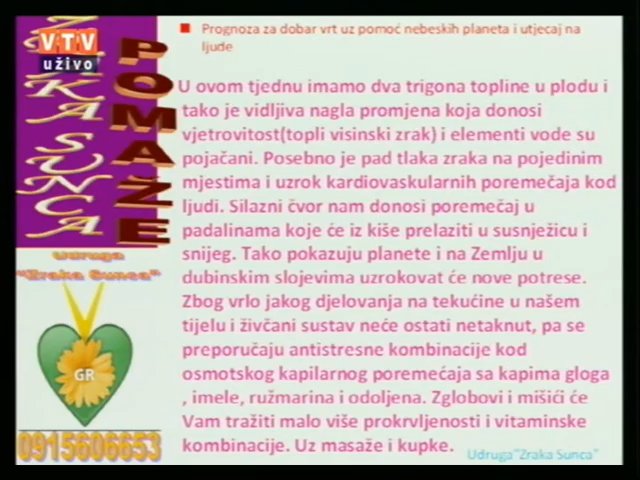 VTV
uživo
ZRAKA SUNCA
POMAŽE
Udruga
"Zraka Sunca"
GR
0915606653
Prognoza za dobar vrt uz pomoć nebeskih planeta i utjecaj na
ljude
U ovom tjednu imamo dva trigona topline u plodu i
tako je vidljiva nagla promjena koja donosi
vjetrovitost(topli visinski zrak) i elementi vode su
pojačani. Posebno je pad tlaka zraka na pojedinim
mjestima i uzrok kardiovaskularnih poremečaja kod
ljudi. Silazni čvor nam donosi poremečaj u
padalinama koje će iz kiše prelaziti u susnježicu i
snijeg. Tako pokazuju planete i na Zemlju u
dubinskim slojevima uzrokovat će nove potrese.
Zbog vrlo jakog djelovanja na tekućine u našem
tijelu i živčani sustav neće ostati netaknut, pa se
preporučaju antistresne kombinacije kod
osmotskog kapilarnog poremećaja sa kapima gloga
, imele, ružmarina i odoljena. Zglobovi i mišići će
Vam tražiti malo više prokrvljenosti i vitaminske
kombinacije. Uz masaže i kupke.
Udruga"Zraka Sunca"